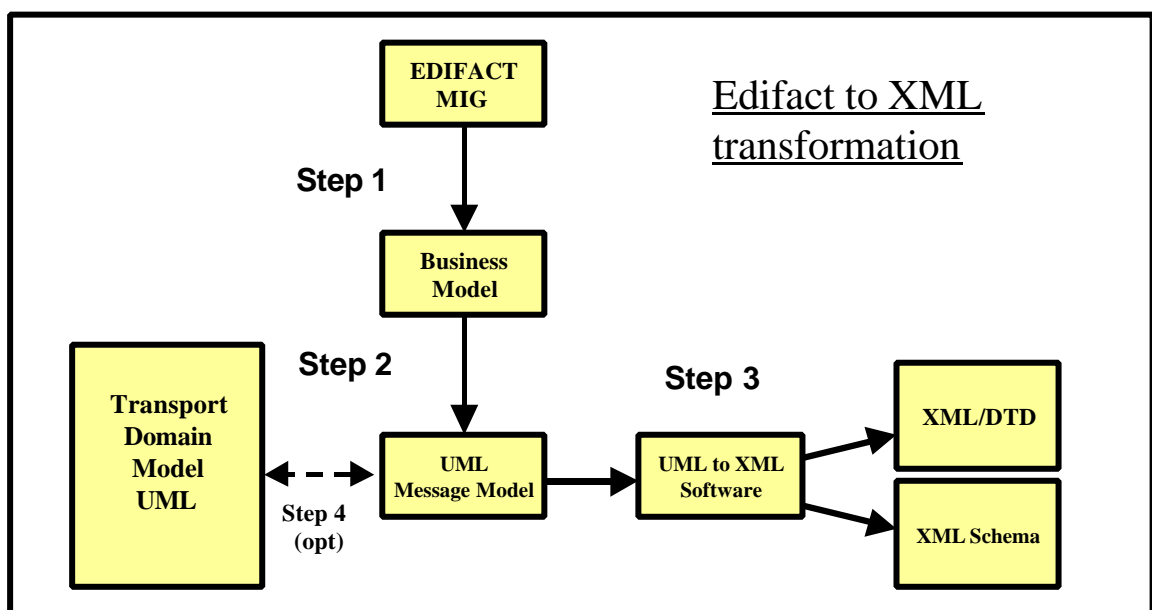 EDIFACT
MIG
Edifact to XML
transformation
Step 1
Business
Model
Step 2
Step 3
Transport
Domain
Model
UML
Step 4
(opt)
UML
Message Model
UML to XML
Software
XML/DTD
XML Schema